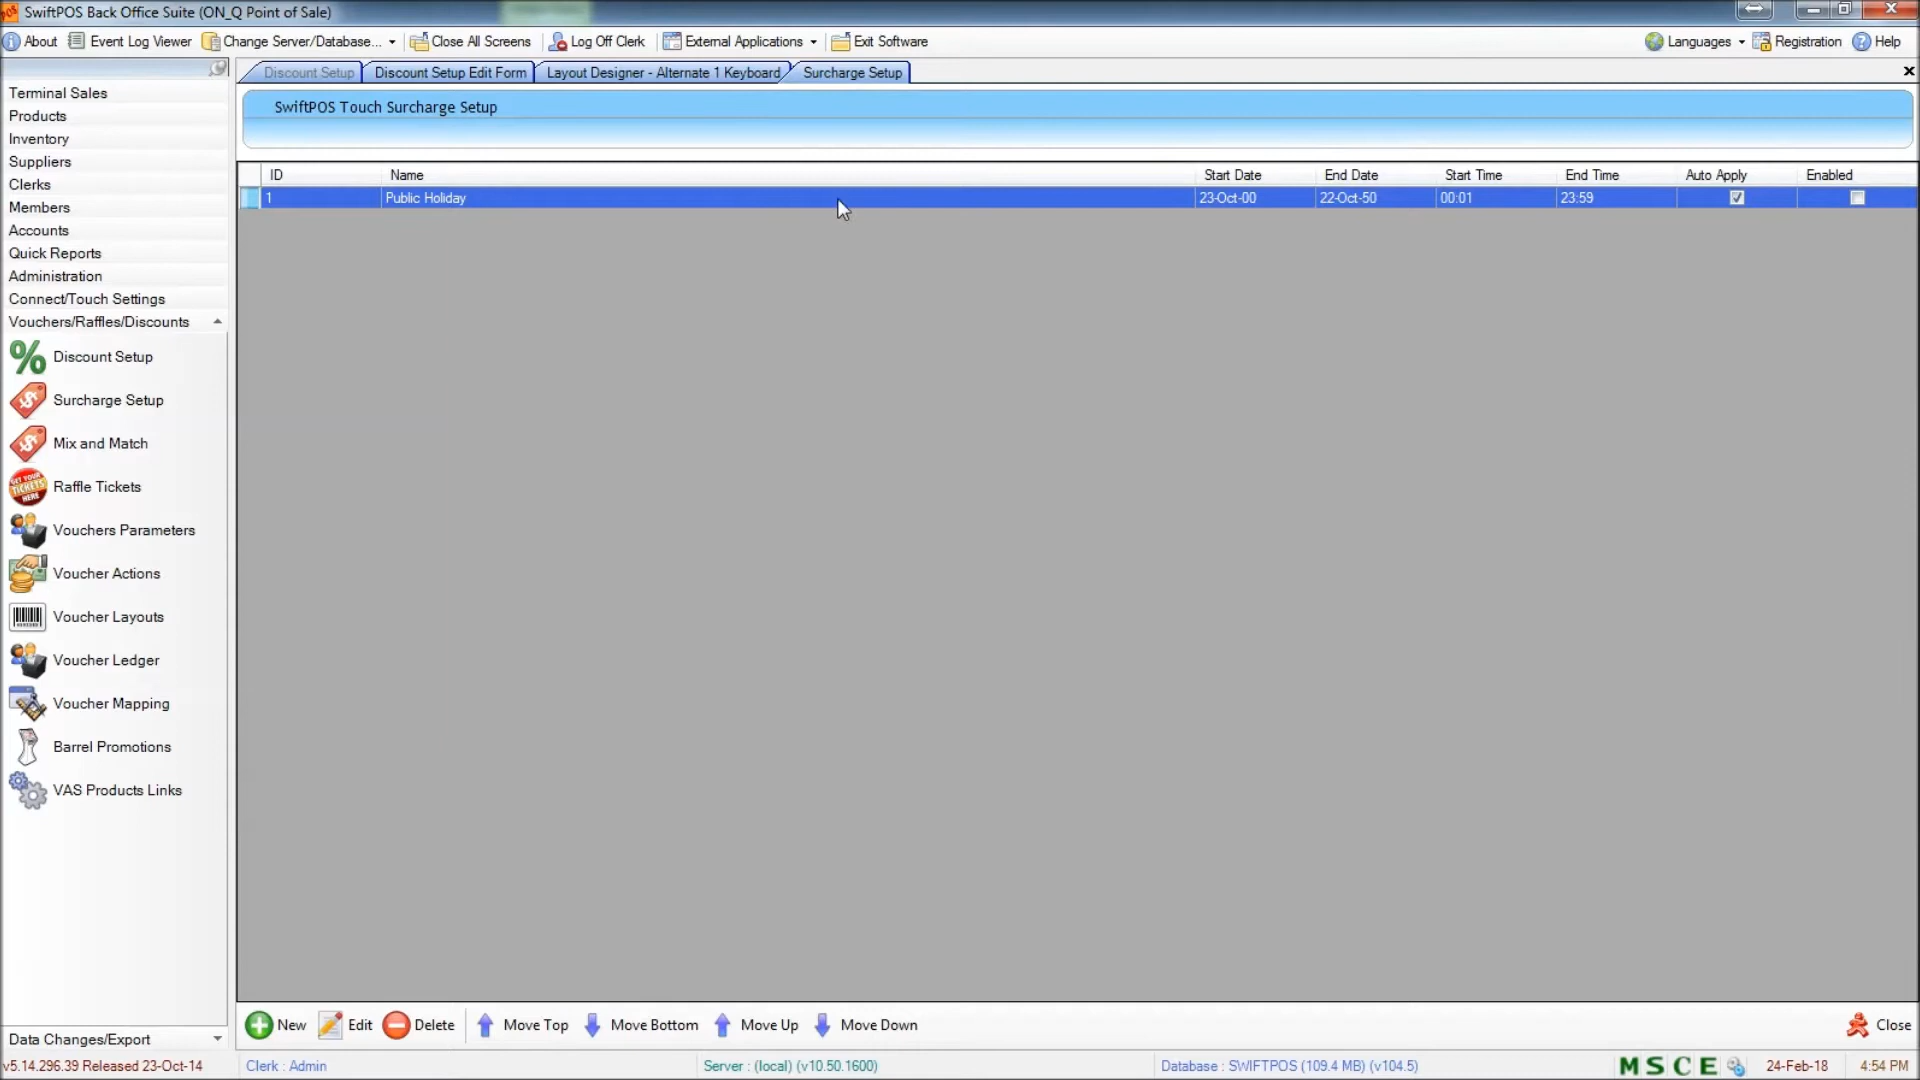 SwiftPOS Back Office Suite (ON_Q Point of Sale)
About Event Log Viewer Change Server/Database... Close All Screens Log Off Clerk External Applications Exit Software Languages Registration Help
Discount Setup Discount Setup Edit Form Layout Designer - Alternate 1 Keyboard Surcharge Setup
SwiftPOS Touch Surcharge Setup
ID Name Start Date End Date Start Time End Time Auto Apply Enabled
1 Public Holiday 23-Oct-00 22-Oct-50 00:01 23:59
Terminal Sales
Products
Inventory
Suppliers
Clerks
Members
Accounts
Quick Reports
Administration
Connect/Touch Settings
Vouchers/Raffles/Discounts
Discount Setup
Surcharge Setup
Mix and Match
Raffle Tickets
Vouchers Parameters
Voucher Actions
Voucher Layouts
Voucher Ledger
Voucher Mapping
Barrel Promotions
VAS Products Links
Data Changes/Export
New Edit Delete Move Top Move Bottom Move Up Move Down Close
v5.14.296.39 Released 23-Oct-14 Clerk : Admin Server : (local) (v10.50.1600) Database : SWIFTPOS (109.4 MB) (v104.5) M S C E 24-Feb-18 4:54 PM